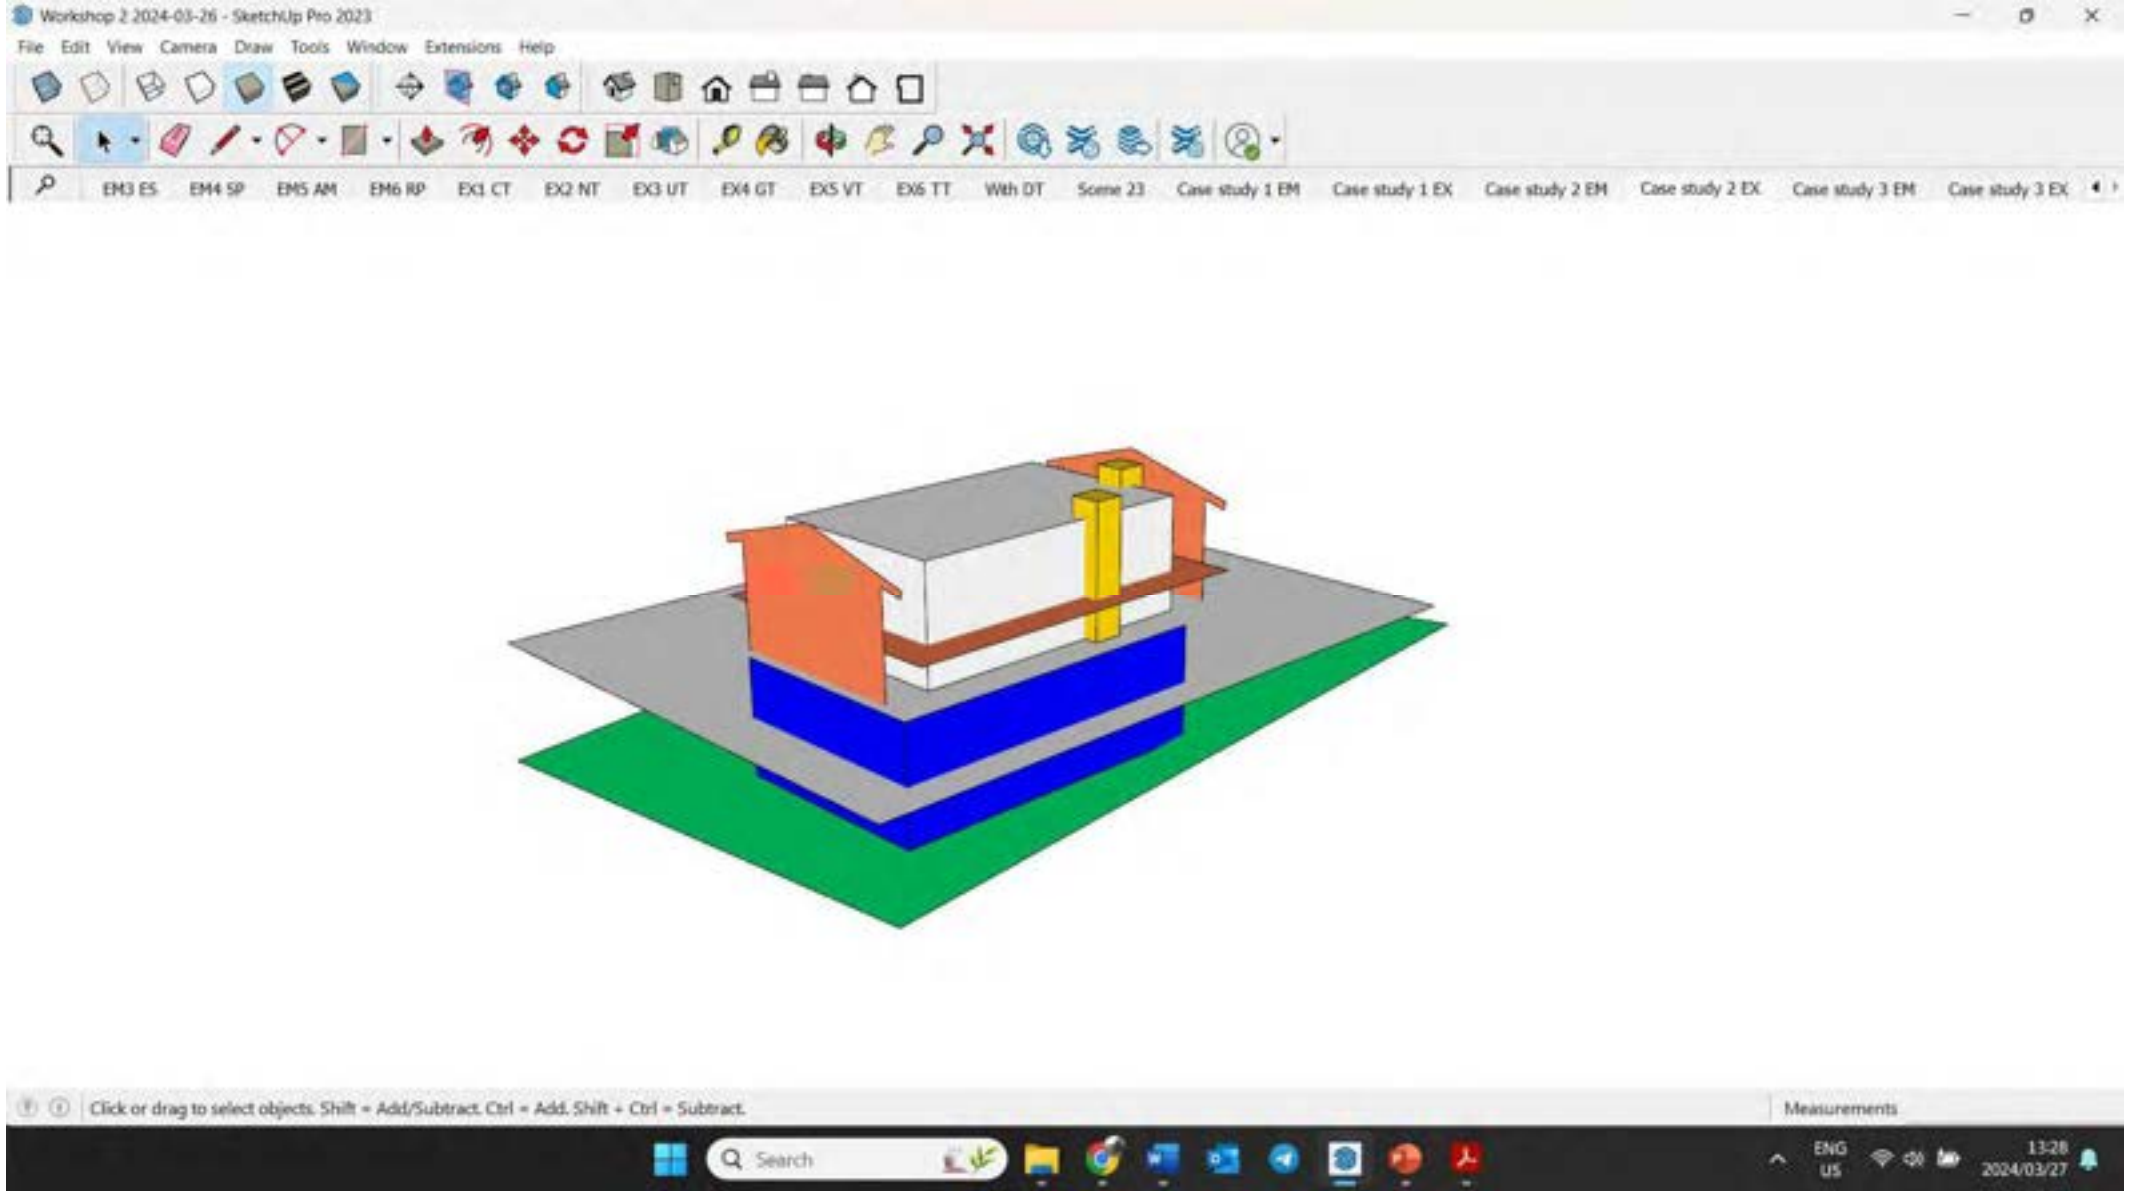 Workshop 2 2024-03-26 - SketchUp Pro 2023
File Edit View Camera Draw Tools Window Extensions Help
EM3 ES EM4 SP EM5 AM EM6 RP EX1 CT EX2 NT EX3 UT EX4 GT EX5 VT EX6 TT With DT Scene 23 Case study 1 EM Case study 1 EX Case study 2 EM Case study 2 EX Case study 3 EM Case study 3 EX
Click or drag to select objects. Shift = Add/Subtract. Ctrl = Add. Shift + Ctrl = Subtract.
Measurements
Search
ENG
US
13:28
2024/03/27